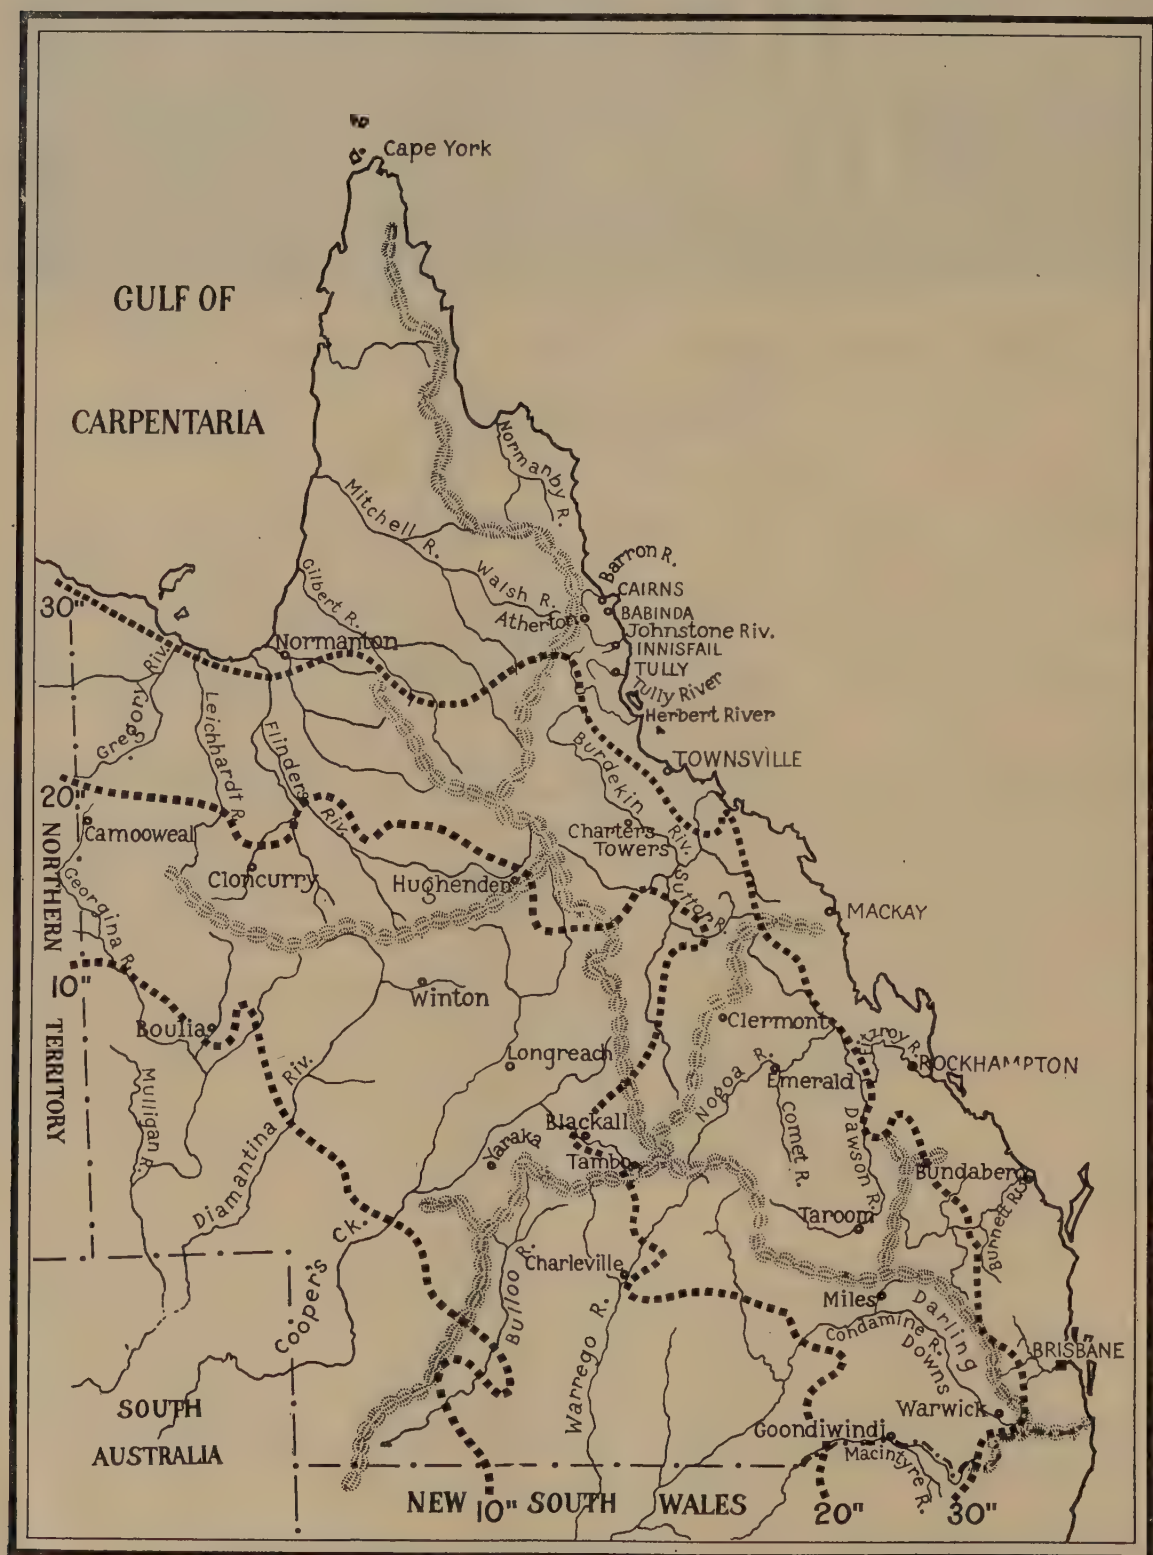 Cape York
GULF OF
CARPENTARIA
Normanby R.
Mitchell R.
Walsh R.
Barron R.
CAIRNS
BABINDA
Atherton
Johnstone Riv.
INNISFAIL
TULLY
Tully River
Herbert River
Gilbert R.
Normanton
30"
Gregory Riv.
Leichhardt R.
Flinders Riv.
Burdekin Riv.
TOWNSVILLE
20"
Camooweal
Charters
Towers
Cloncurry
Hughenden
Suttor R.
MACKAY
NORTHERN
TERRITORY
Georgina R.
10"
Winton
Boulia
Clermont
Longreach
Fitzroy R.
ROCKHAMPTON
Nogoa R.
Emerald
Mulligan R.
Diamantina Riv.
Yaraka
Blackall
Tambo
Comet R.
Dawson R.
Bundaberg
Burnett Riv.
Taroom
Cooper's Ck.
Bulloo R.
Charleville
Warrego R.
Miles
Condamine R.
Darling
Downs
BRISBANE
Warwick
Goondiwindi
Macintyre R.
SOUTH
AUSTRALIA
NEW SOUTH WALES
10"
20"
30"